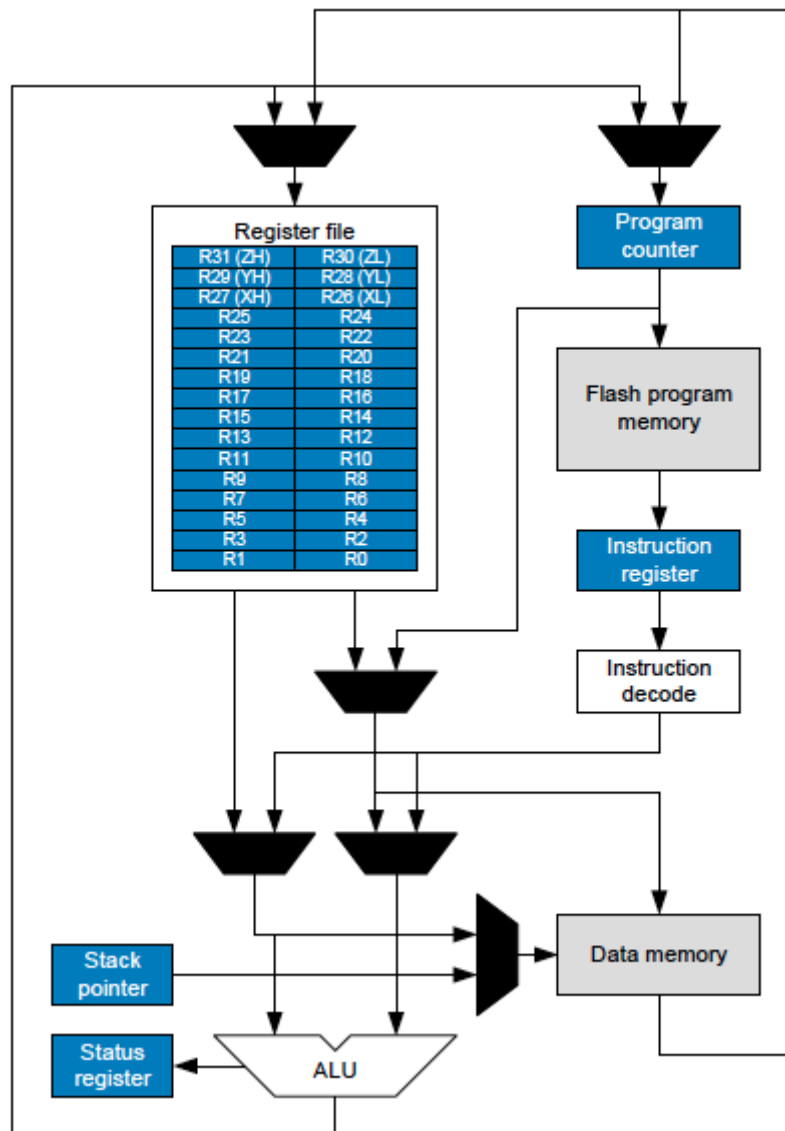 Register file
R31 (ZH) R30 (ZL)
R29 (YH) R28 (YL)
R27 (XH) R26 (XL)
R25 R24
R23 R22
R21 R20
R19 R18
R17 R16
R15 R14
R13 R12
R11 R10
R9 R8
R7 R6
R5 R4
R3 R2
R1 R0
Program
counter
Flash program
memory
Instruction
register
Instruction
decode
Stack
pointer
Data memory
Status
register
ALU